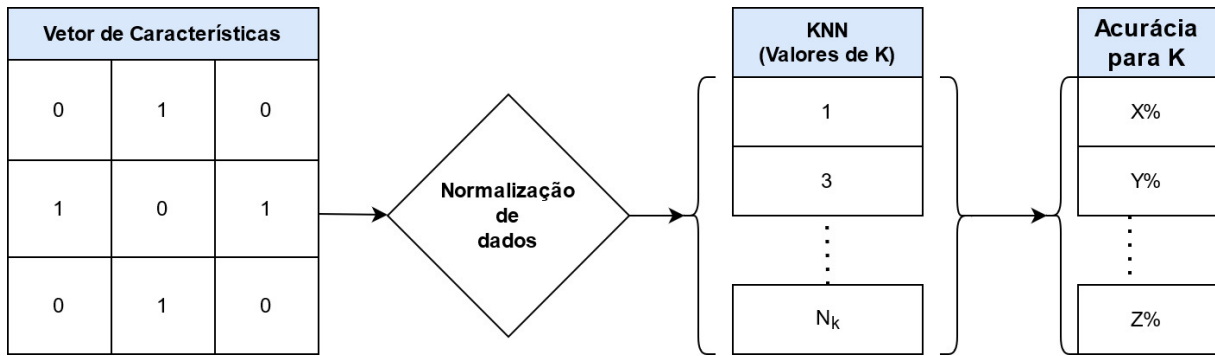 Vetor de Característifcas
0 1 0
1 0 1
0 1 0
Normalização
de
dados
KNN
(Valores de K)
1
3
Nk
Acurácia
para K
X%
Y%
Z%